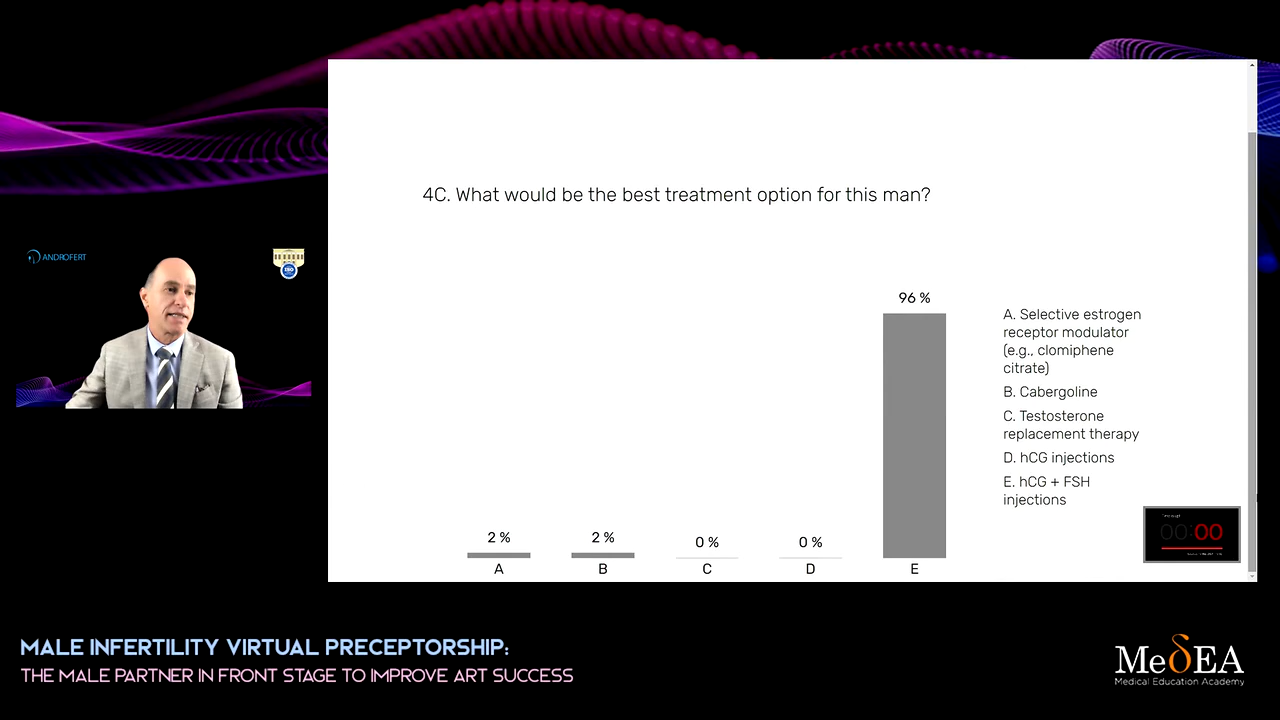 4C. What would be the best treatment option for this man?
ANDROFERT
ISO
96 %
A. Selective estrogen
receptor modulator
(e.g., clomiphene
citrate)
B. Cabergoline
C. Testosterone
replacement therapy
D. hCG injections
E. hCG + FSH
injections
2 %
2 %
0 %
0 %
A
B
C
D
E
00:00
MALE INFERTILITY VIRTUAL PRECEPTORSHIP:
THE MALE PARTNER IN FRONT STAGE TO IMPROVE ART SUCCESS
MeδEA
Medical Education Academy